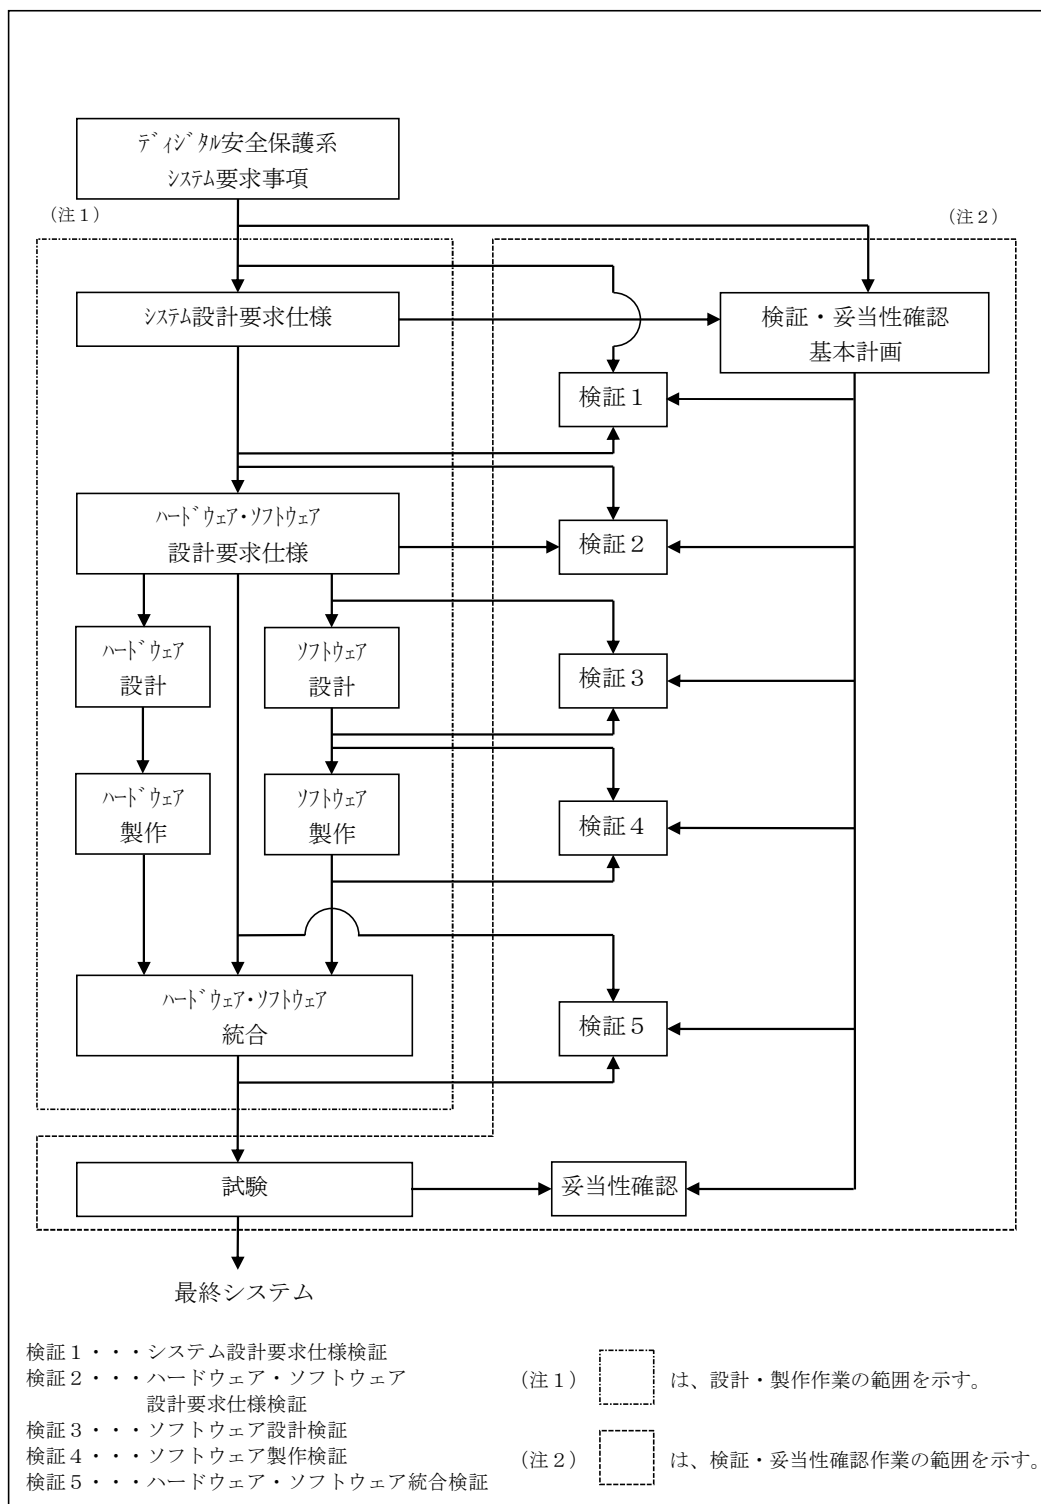 ﾃﾞｨｼﾞﾀﾙ安全保護系
ｼｽﾃﾑ要求事項
（注１）
（注２）
ｼｽﾃﾑ設計要求仕様
検証・妥当性確認
基本計画
検証１
ﾊｰﾄﾞｳｪｱ･ｿﾌﾄｳｪｱ
設計要求仕様
検証２
ﾊｰﾄﾞｳｪｱ
設計
ｿﾌﾄｳｪｱ
設計
検証３
ﾊｰﾄﾞｳｪｱ
製作
ｿﾌﾄｳｪｱ
製作
検証４
ﾊｰﾄﾞｳｪｱ･ｿﾌﾄｳｪｱ
統合
検証５
試験
妥当性確認
最終システム
検証１・・・システム設計要求仕様検証
検証２・・・ハードウェア・ソフトウェア
設計要求仕様検証
検証３・・・ソフトウェア設計検証
検証４・・・ソフトウェア製作検証
検証５・・・ハードウェア・ソフトウェア統合検証
（注１） は、設計・製作作業の範囲を示す。
（注２） は、検証・妥当性確認作業の範囲を示す。